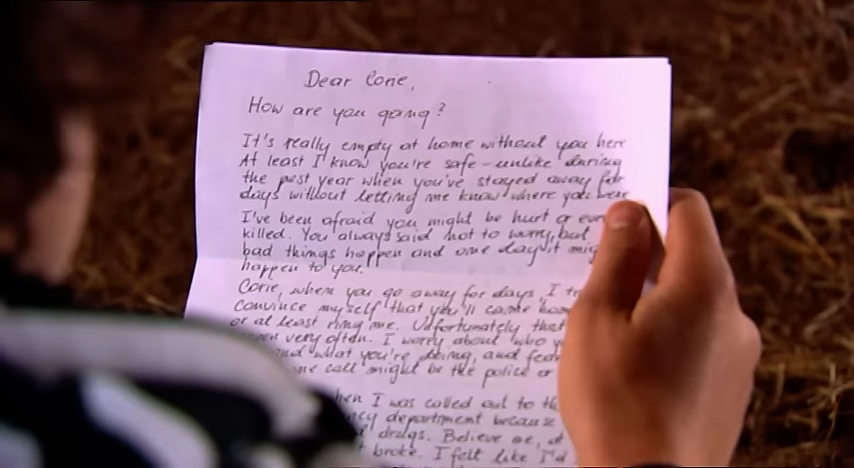 Dear Corie,
How are you going?
It's really empty at home without you here
At least I know you're safe - unlike during
the past year when you've stayed away for
days without letting me know where you were
I've been afraid you might be hurt or even
killed. You always said not to worry, but
bad things happen and one day it
happen to you.
Corie, when you go away for days, I
convince myself that you'll come home
or at least ring me. Unfortunately that
very often. I worry about who
and what you're doing, and fear
call might be the police or
when I was called out to the
department because
drugs. Believe me,
broke. I felt like I'd